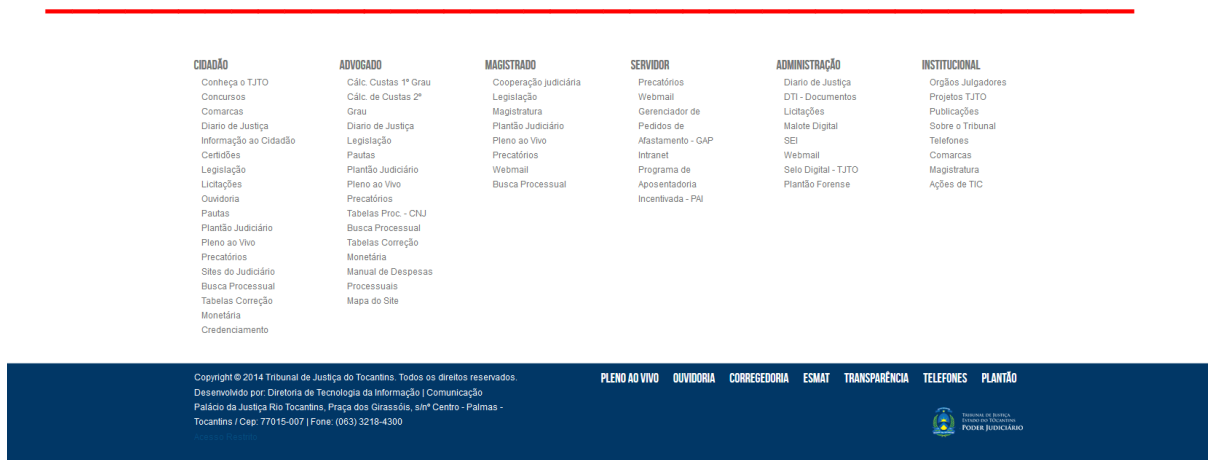 CIDADÃO
Conheça o TJTO
Concursos
Comarcas
Diario de Justiça
Informação ao Cidadão
Certidões
Legislação
Licitações
Ouvidoria
Pautas
Plantão Judiciário
Pleno ao Vivo
Precatórios
Sites do Judiciário
Busca Processual
Tabelas Correção
Monetária
Credenciamento
ADVOGADO
Cálc. Custas 1º Grau
Cálc. de Custas 2º
Grau
Diario de Justiça
Legislação
Pautas
Plantão Judiciário
Pleno ao Vivo
Precatórios
Tabelas Proc. - CNJ
Busca Processual
Tabelas Correção
Monetária
Manual de Despesas
Processuais
Mapa do Site
MAGISTRADO
Cooperação judiciária
Legislação
Magistratura
Plantão Judiciário
Pleno ao Vivo
Precatórios
Webmail
Busca Processual
SERVIDOR
Precatórios
Webmail
Gerenciador de
Pedidos de
Afastamento - GAP
Intranet
Programa de
Aposentadoria
Incentivada - PAI
ADMINISTRAÇÃO
Diario de Justiça
DTI - Documentos
Licitações
Malote Digital
SEI
Webmail
Selo Digital - TJTO
Plantão Forense
INSTITUCIONAL
Orgãos Julgadores
Projetos TJTO
Publicações
Sobre o Tribunal
Telefones
Comarcas
Magistratura
Ações de TIC
Copyright © 2014 Tribunal de Justiça do Tocantins. Todos os direitos reservados.
Desenvolvido por: Diretoria de Tecnologia da Informação | Comunicação
Palácio da Justiça Rio Tocantins, Praça dos Girassóis, s/nº Centro - Palmas -
Tocantins / Cep: 77015-007 | Fone: (063) 3218-4300
Acesso Restrito
PLENO AO VIVO OUVIDORIA CORREGEDORIA ESMAT TRANSPARÊNCIA TELEFONES PLANTÃO
TRIBUNAL DE JUSTIÇA
ESTADO DO TOCANTINS
PODER JUDICIÁRIO